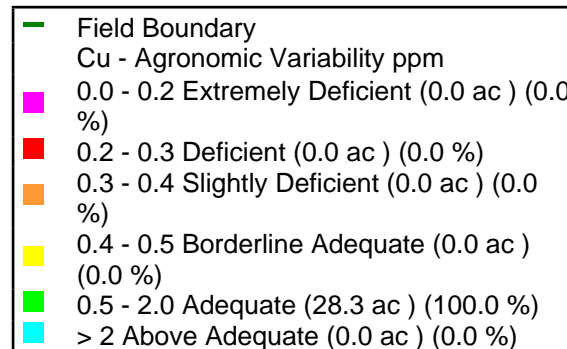 Field Boundary
Cu - Agronomic Variability ppm
0.0 - 0.2 Extremely Deficient (0.0 ac ) (0.0
%)
0.2 - 0.3 Deficient (0.0 ac ) (0.0 %)
0.3 - 0.4 Slightly Deficient (0.0 ac ) (0.0
%)
0.4 - 0.5 Borderline Adequate (0.0 ac )
(0.0 %)
0.5 - 2.0 Adequate (28.3 ac ) (100.0 %)
> 2 Above Adequate (0.0 ac ) (0.0 %)